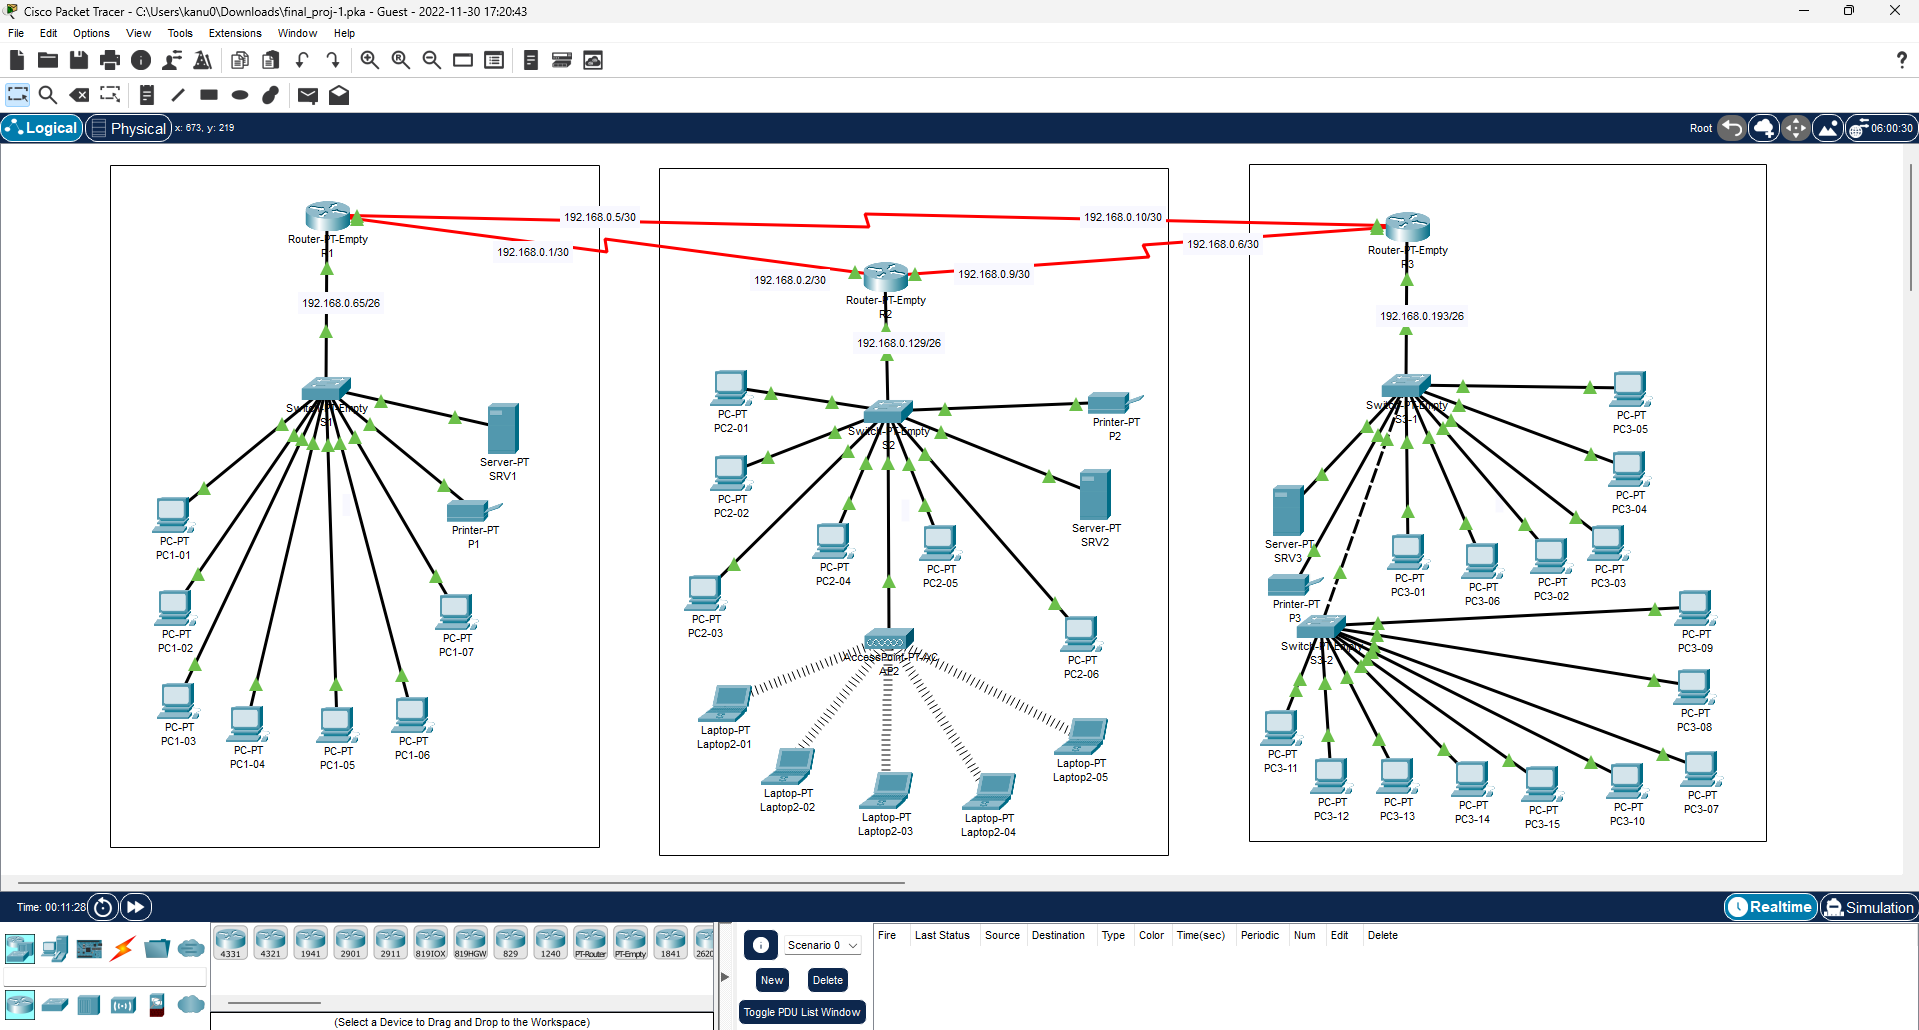 Cisco Packet Tracer - C:\Users\kanu0\Downloads\final_proj-1.pka - Guest - 2022-11-30 17:20:43
File Edit Options View Tools Extensions Window Help
Logical Physical x: 673, y: 219 Root 06:00:30
192.168.0.5/30
192.168.0.10/30
192.168.0.1/30
192.168.0.2/30
192.168.0.9/30
192.168.0.6/30
Router-PT-Empty
R1
192.168.0.65/26
Switch-PT-Empty
S1
Server-PT
SRV1
Printer-PT
P1
PC-PT
PC1-01
PC-PT
PC1-02
PC-PT
PC1-03
PC-PT
PC1-04
PC-PT
PC1-05
PC-PT
PC1-06
PC-PT
PC1-07
Router-PT-Empty
R2
192.168.0.129/26
Switch-PT-Empty
S2
PC-PT
PC2-01
PC-PT
PC2-02
PC-PT
PC2-03
PC-PT
PC2-04
PC-PT
PC2-05
PC-PT
PC2-06
Printer-PT
P2
Server-PT
SRV2
AccessPoint-PT-AC
AP2
Laptop-PT
Laptop2-01
Laptop-PT
Laptop2-02
Laptop-PT
Laptop2-03
Laptop-PT
Laptop2-04
Laptop-PT
Laptop2-05
Router-PT-Empty
R3
192.168.0.193/26
Switch-PT-Empty
S3-1
PC-PT
PC3-05
PC-PT
PC3-04
PC-PT
PC3-03
PC-PT
PC3-02
PC-PT
PC3-06
PC-PT
PC3-01
Server-PT
SRV3
Printer-PT
P3
Switch-PT-Empty
S3-2
PC-PT
PC3-09
PC-PT
PC3-08
PC-PT
PC3-07
PC-PT
PC3-10
PC-PT
PC3-15
PC-PT
PC3-14
PC-PT
PC3-13
PC-PT
PC3-12
PC-PT
PC3-11
Time: 00:11:28 Realtime Simulation
4331 4321 1941 2901 2911 819IOX 819HGW 829 1240 PT-Router PT-Empty 1841 2620
(Select a Device to Drag and Drop to the Workspace)
Scenario 0
New Delete
Toggle PDU List Window
Fire Last Status Source Destination Type Color Time(sec) Periodic Num Edit Delete